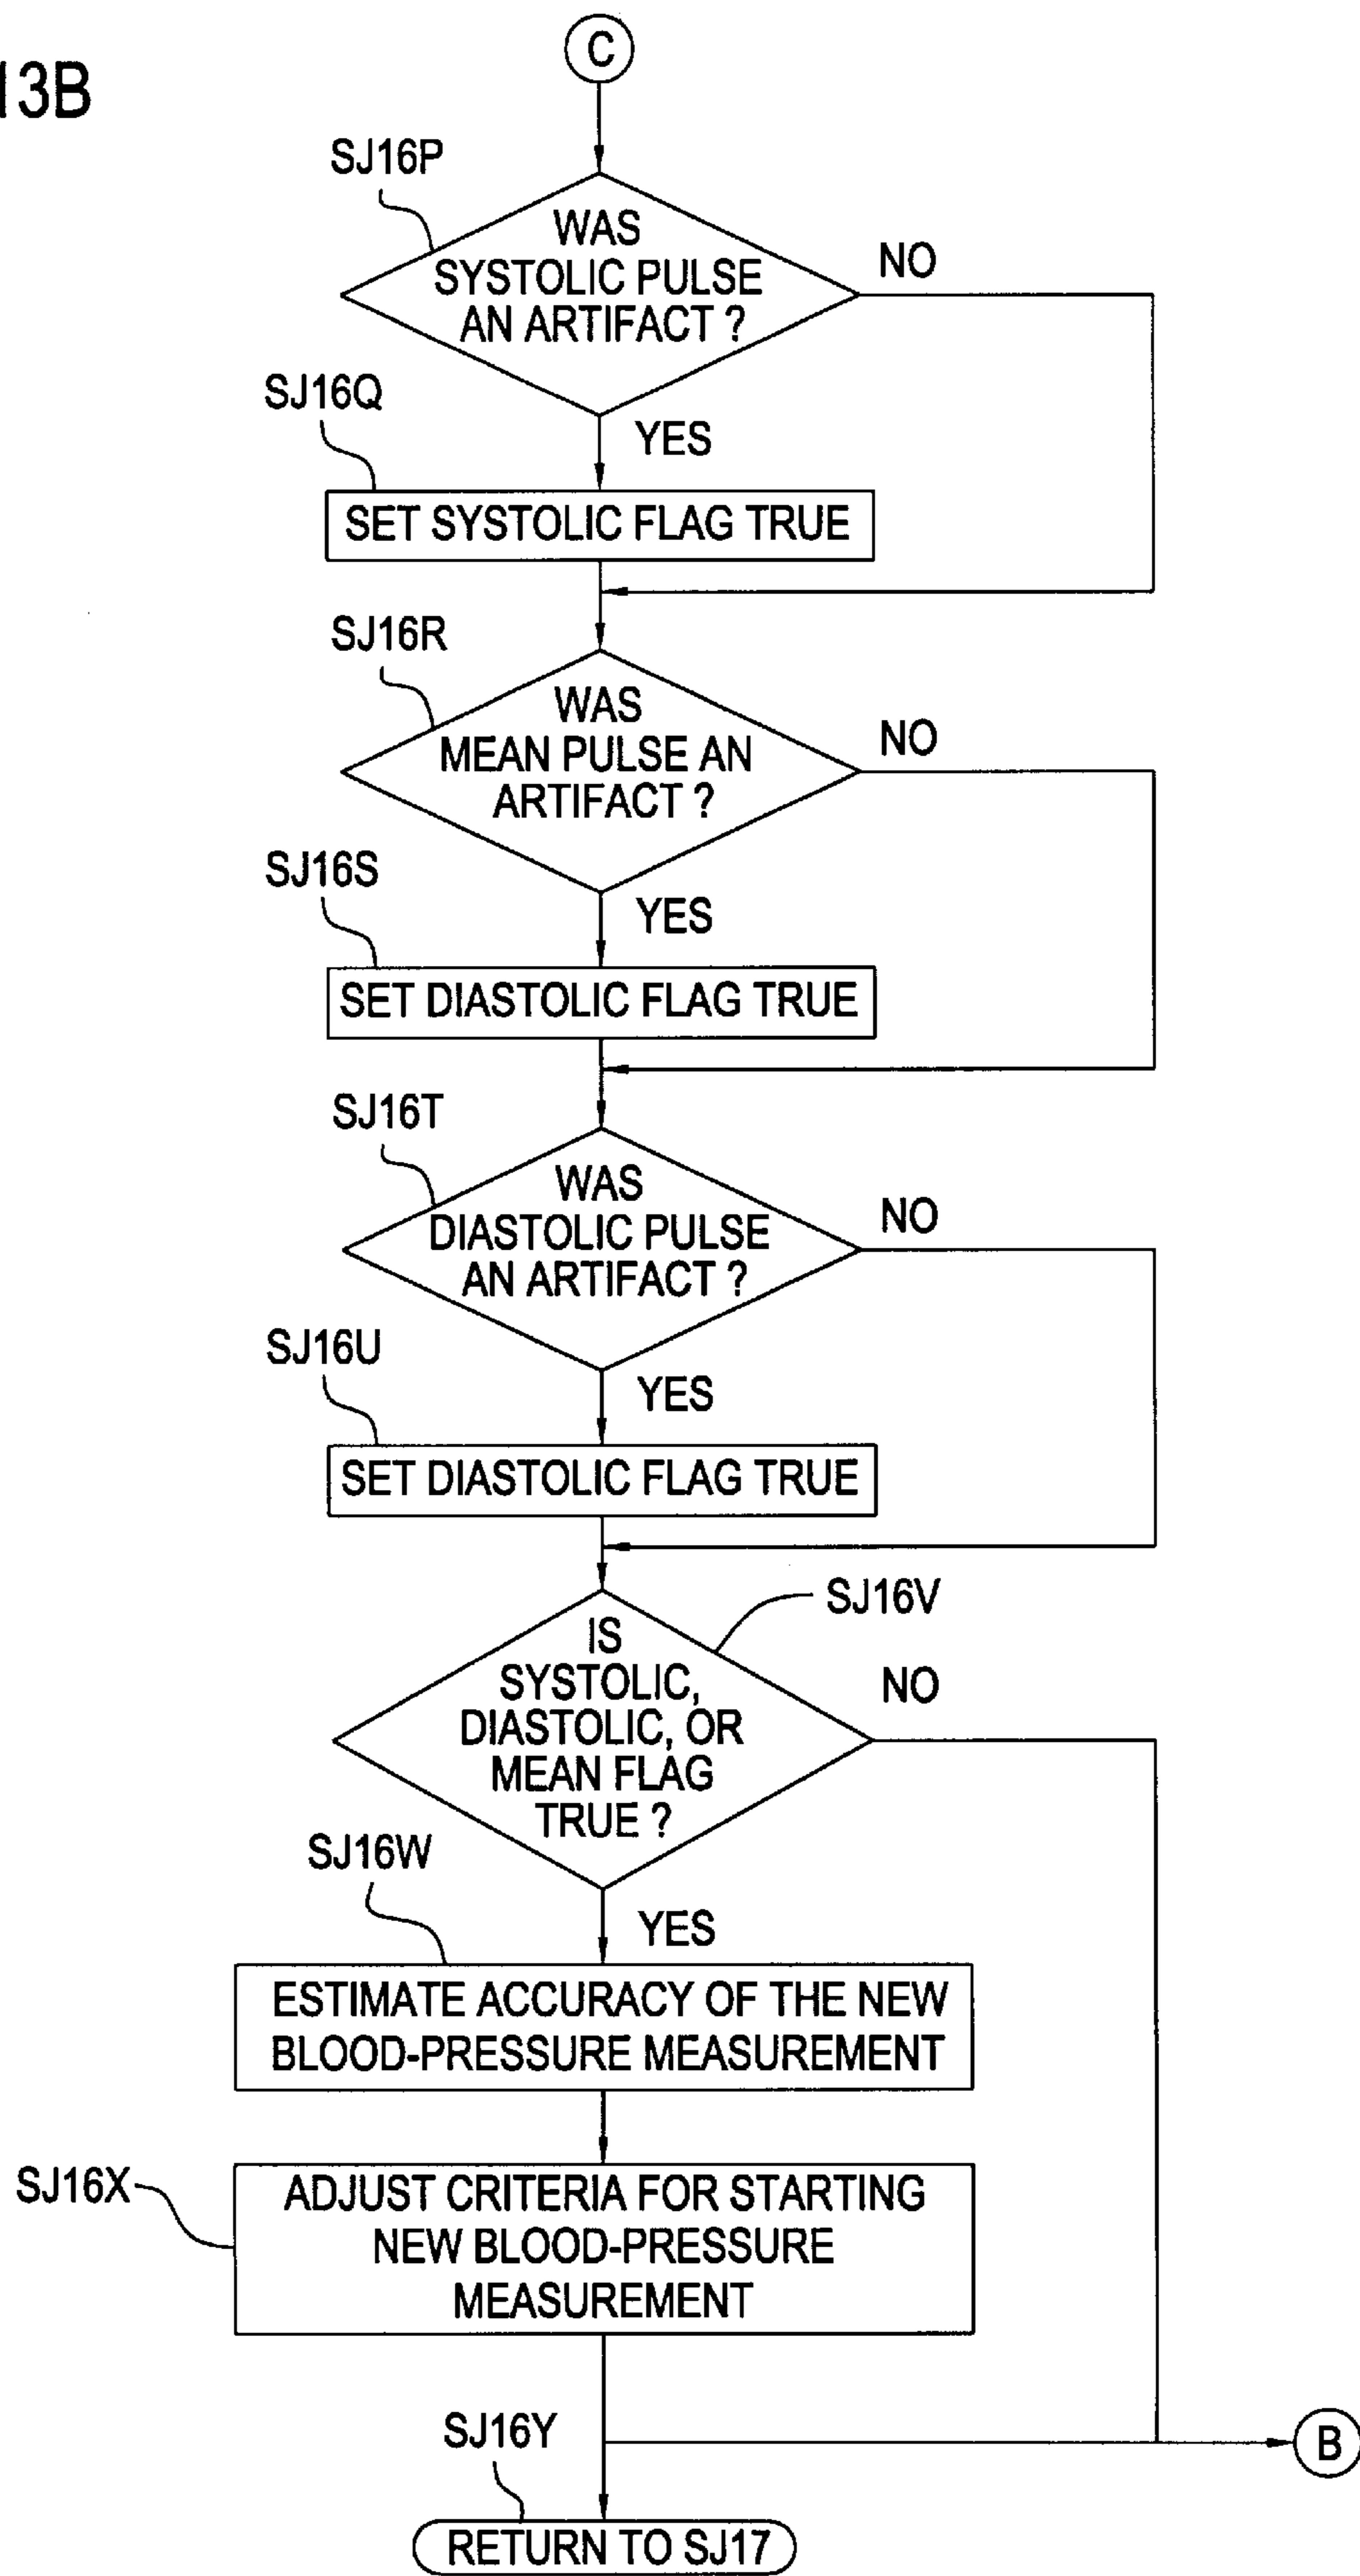 13B
C
SJ16P
WAS
SYSTOLIC PULSE
AN ARTIFACT ?
NO
SJ16Q
YES
SET SYSTOLIC FLAG TRUE
SJ16R
WAS
MEAN PULSE AN
ARTIFACT ?
NO
SJ16S
YES
SET DIASTOLIC FLAG TRUE
SJ16T
WAS
DIASTOLIC PULSE
AN ARTIFACT ?
NO
SJ16U
YES
SET DIASTOLIC FLAG TRUE
SJ16V
IS
SYSTOLIC,
DIASTOLIC, OR
MEAN FLAG
TRUE ?
NO
SJ16W
YES
ESTIMATE ACCURACY OF THE NEW
BLOOD-PRESSURE MEASUREMENT
SJ16X
ADJUST CRITERIA FOR STARTING
NEW BLOOD-PRESSURE
MEASUREMENT
SJ16Y
B
RETURN TO SJ17